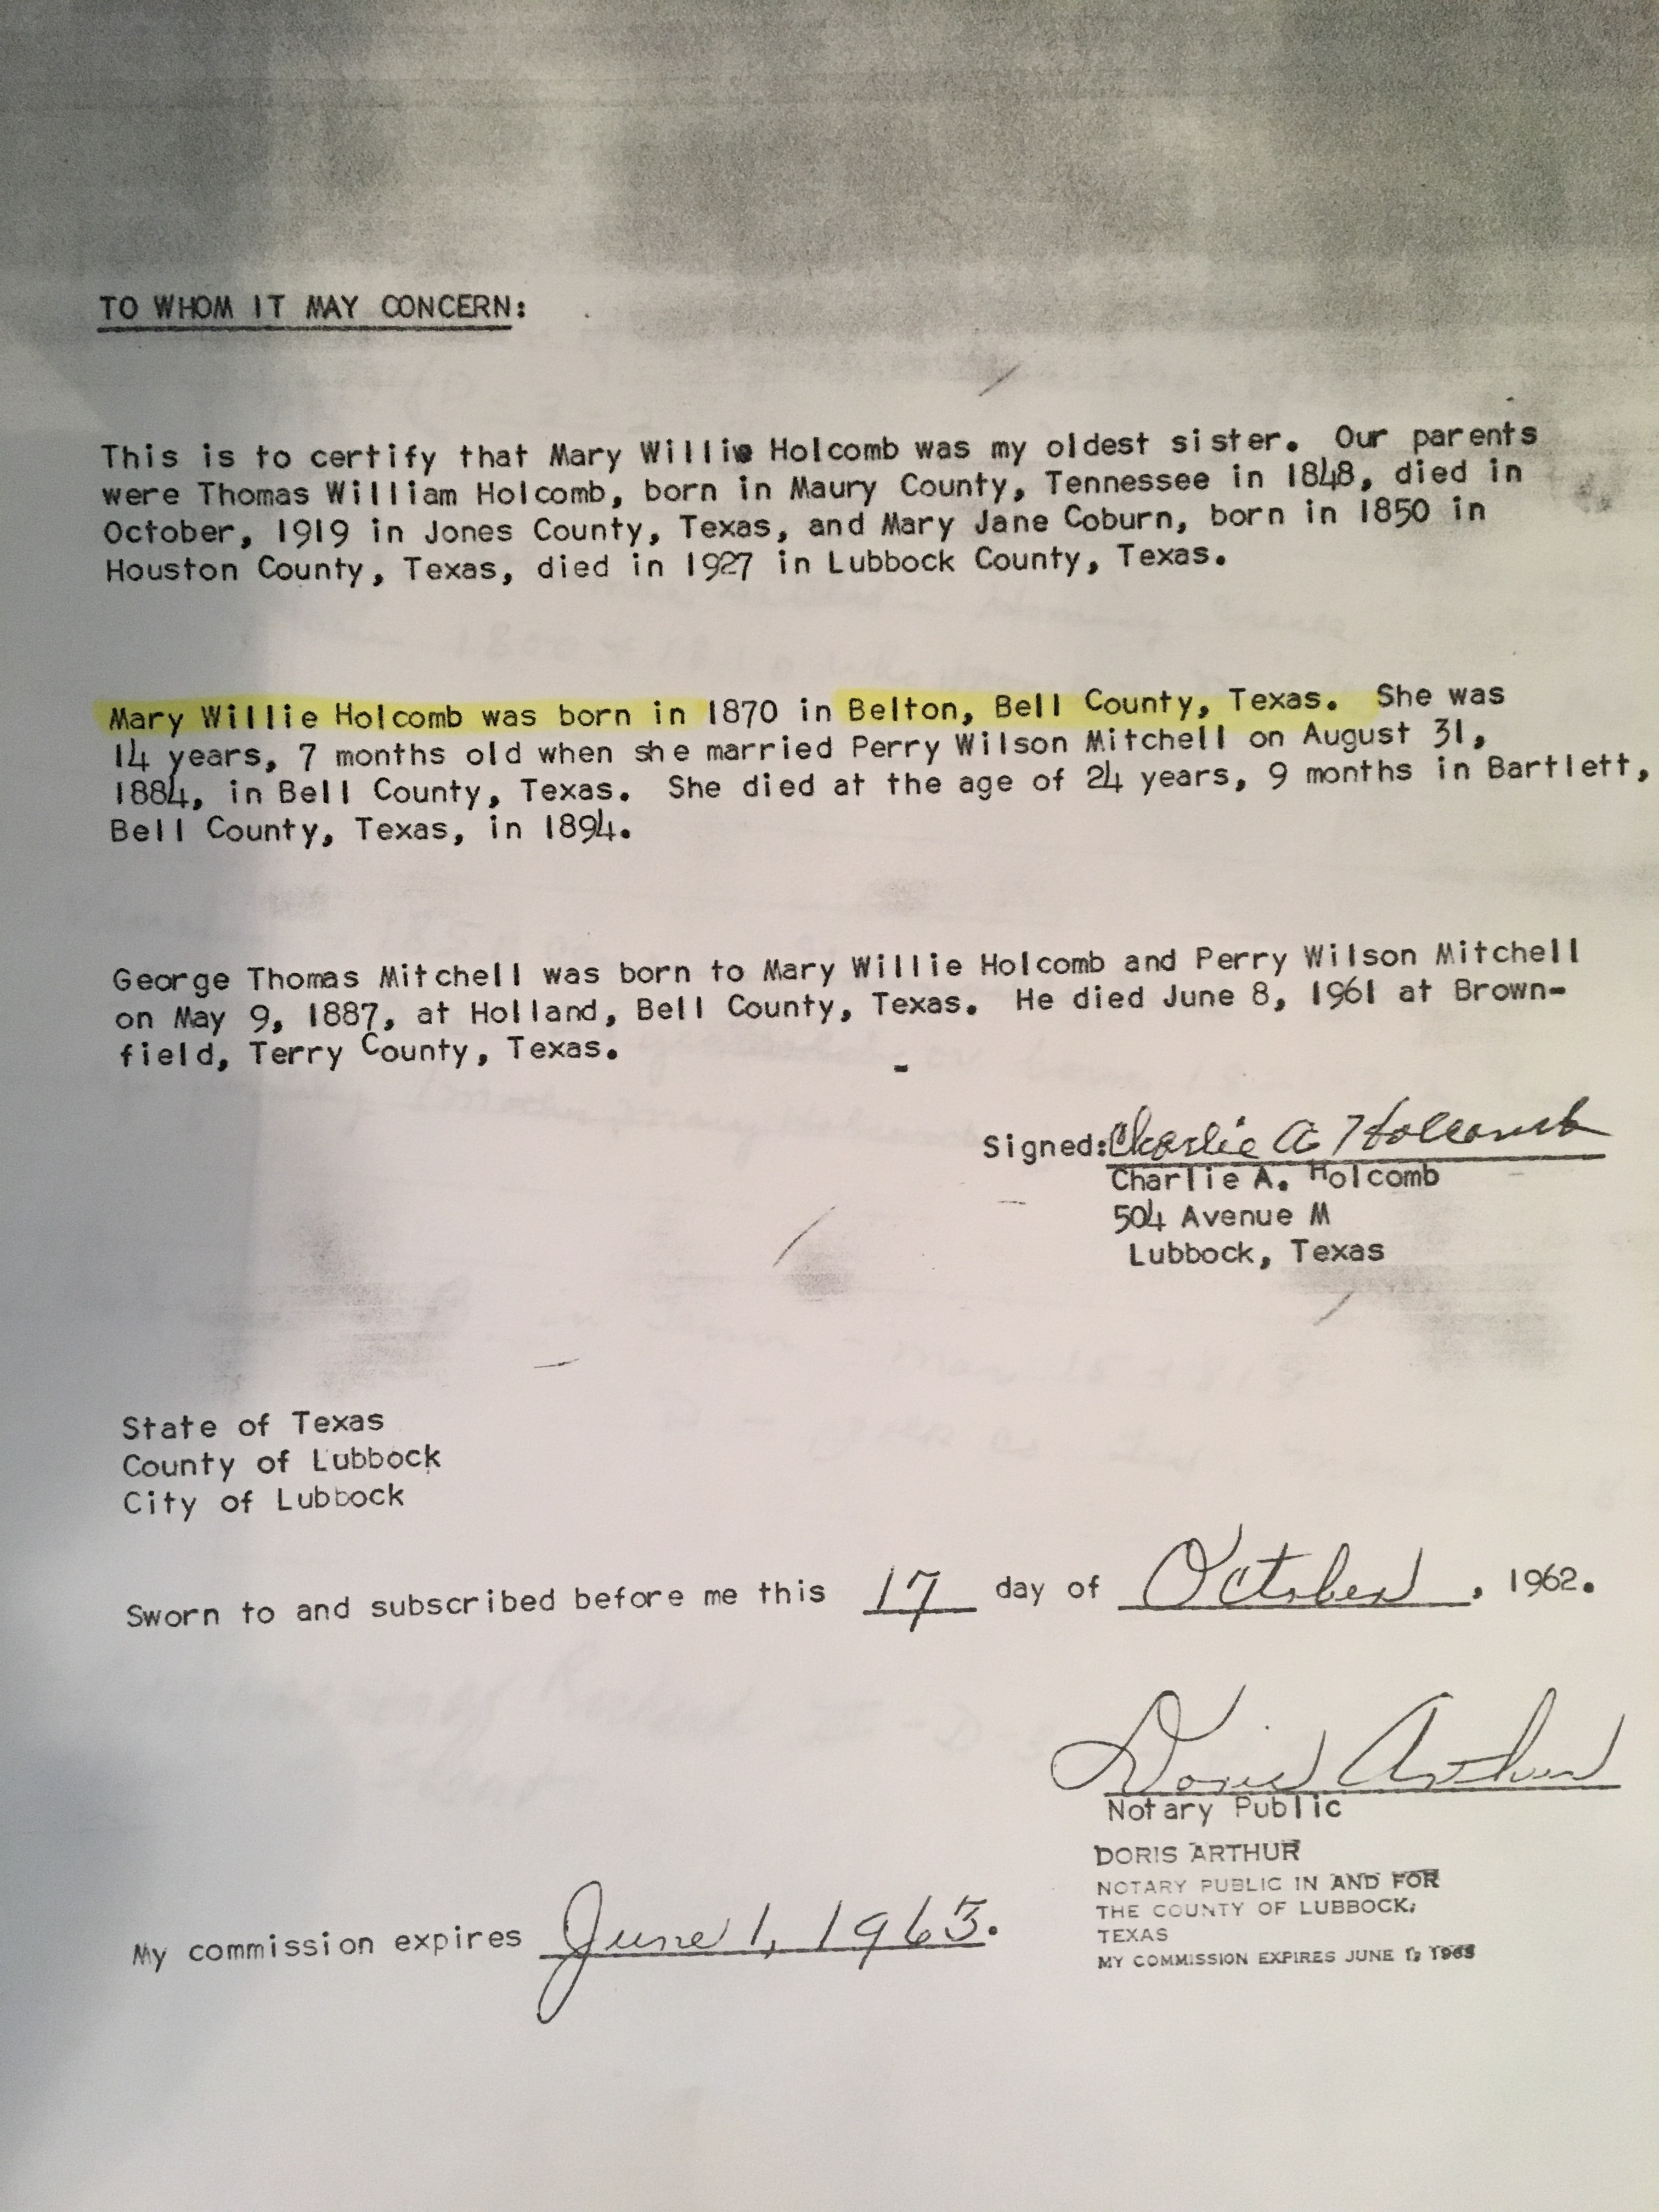 TO WHOM IT MAY CONCERN:
This is to certify that Mary Willie Holcomb was my oldest sister. Our parents
were Thomas William Holcomb, born in Maury County, Tennessee in 1848, died in
October, 1919 in Jones County, Texas, and Mary Jane Coburn, born in 1850 in
Houston County, Texas, died in 1927 in Lubbock County, Texas.
Mary Willie Holcomb was born in 1870 in Belton, Bell County, Texas. She was
14 years, 7 months old when she married Perry Wilson Mitchell on August 31,
1884, in Bell County, Texas. She died at the age of 24 years, 9 months in Bartlett,
Bell County, Texas, in 1894.
George Thomas Mitchell was born to Mary Willie Holcomb and Perry Wilson Mitchell
on May 9, 1887, at Holland, Bell County, Texas. He died June 8, 1961 at Brown-
field, Terry County, Texas.
Signed: Charlie A Holcomb
Charlie A. Holcomb
504 Avenue M
Lubbock, Texas
State of Texas
County of Lubbock
City of Lubbock
Sworn to and subscribed before me this 17 day of October, 1962.
Doris Arthur
Notary Public
DORIS ARTHUR
NOTARY PUBLIC IN AND FOR
THE COUNTY OF LUBBOCK,
TEXAS
MY COMMISSION EXPIRES JUNE 1,
My commission expires June 1, 1963.